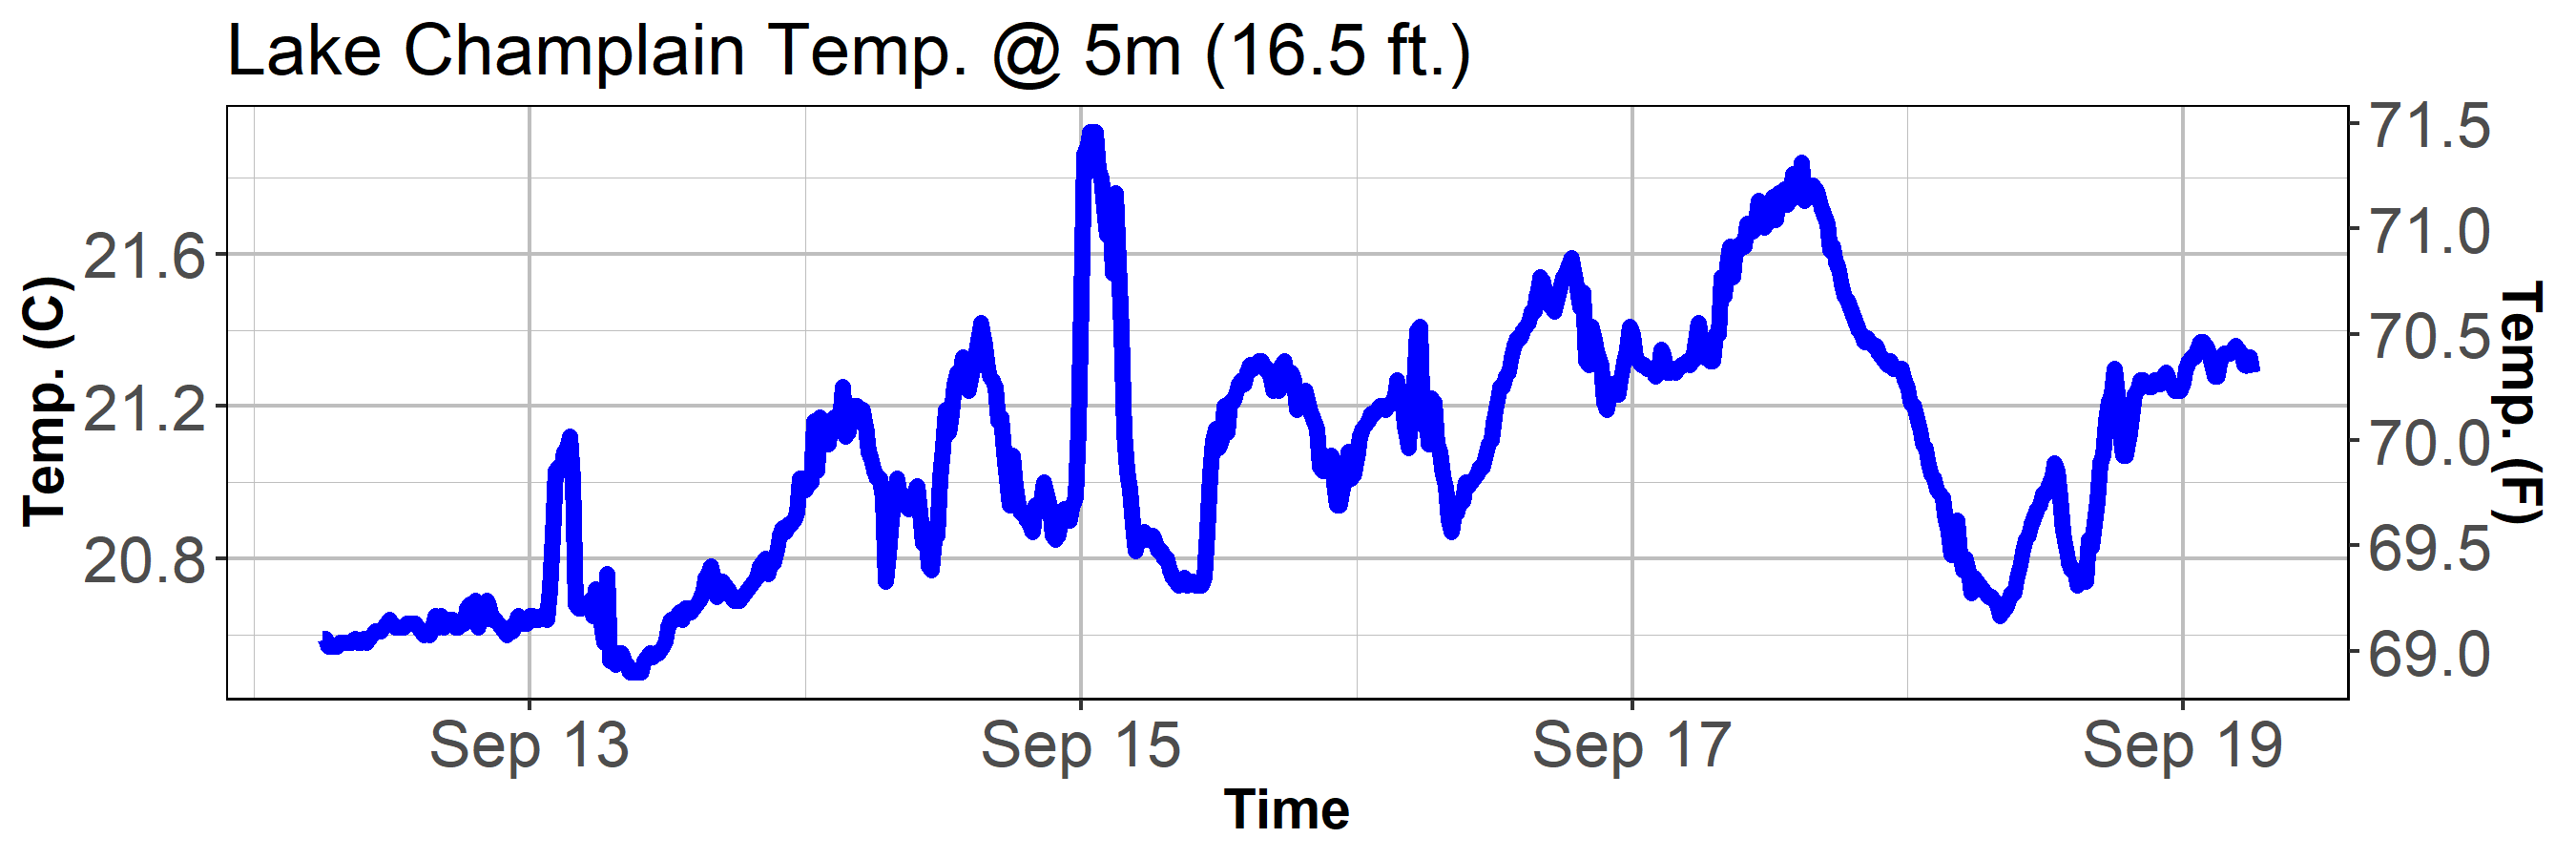 Lake Champlain Temp. @ 5m (16.5 ft.)
Temp. (C)
21.6
21.2
20.8
71.5
71.0
70.5
70.0
69.5
69.0
Temp. (F)
Sep 13
Sep 15
Sep 17
Sep 19
Time